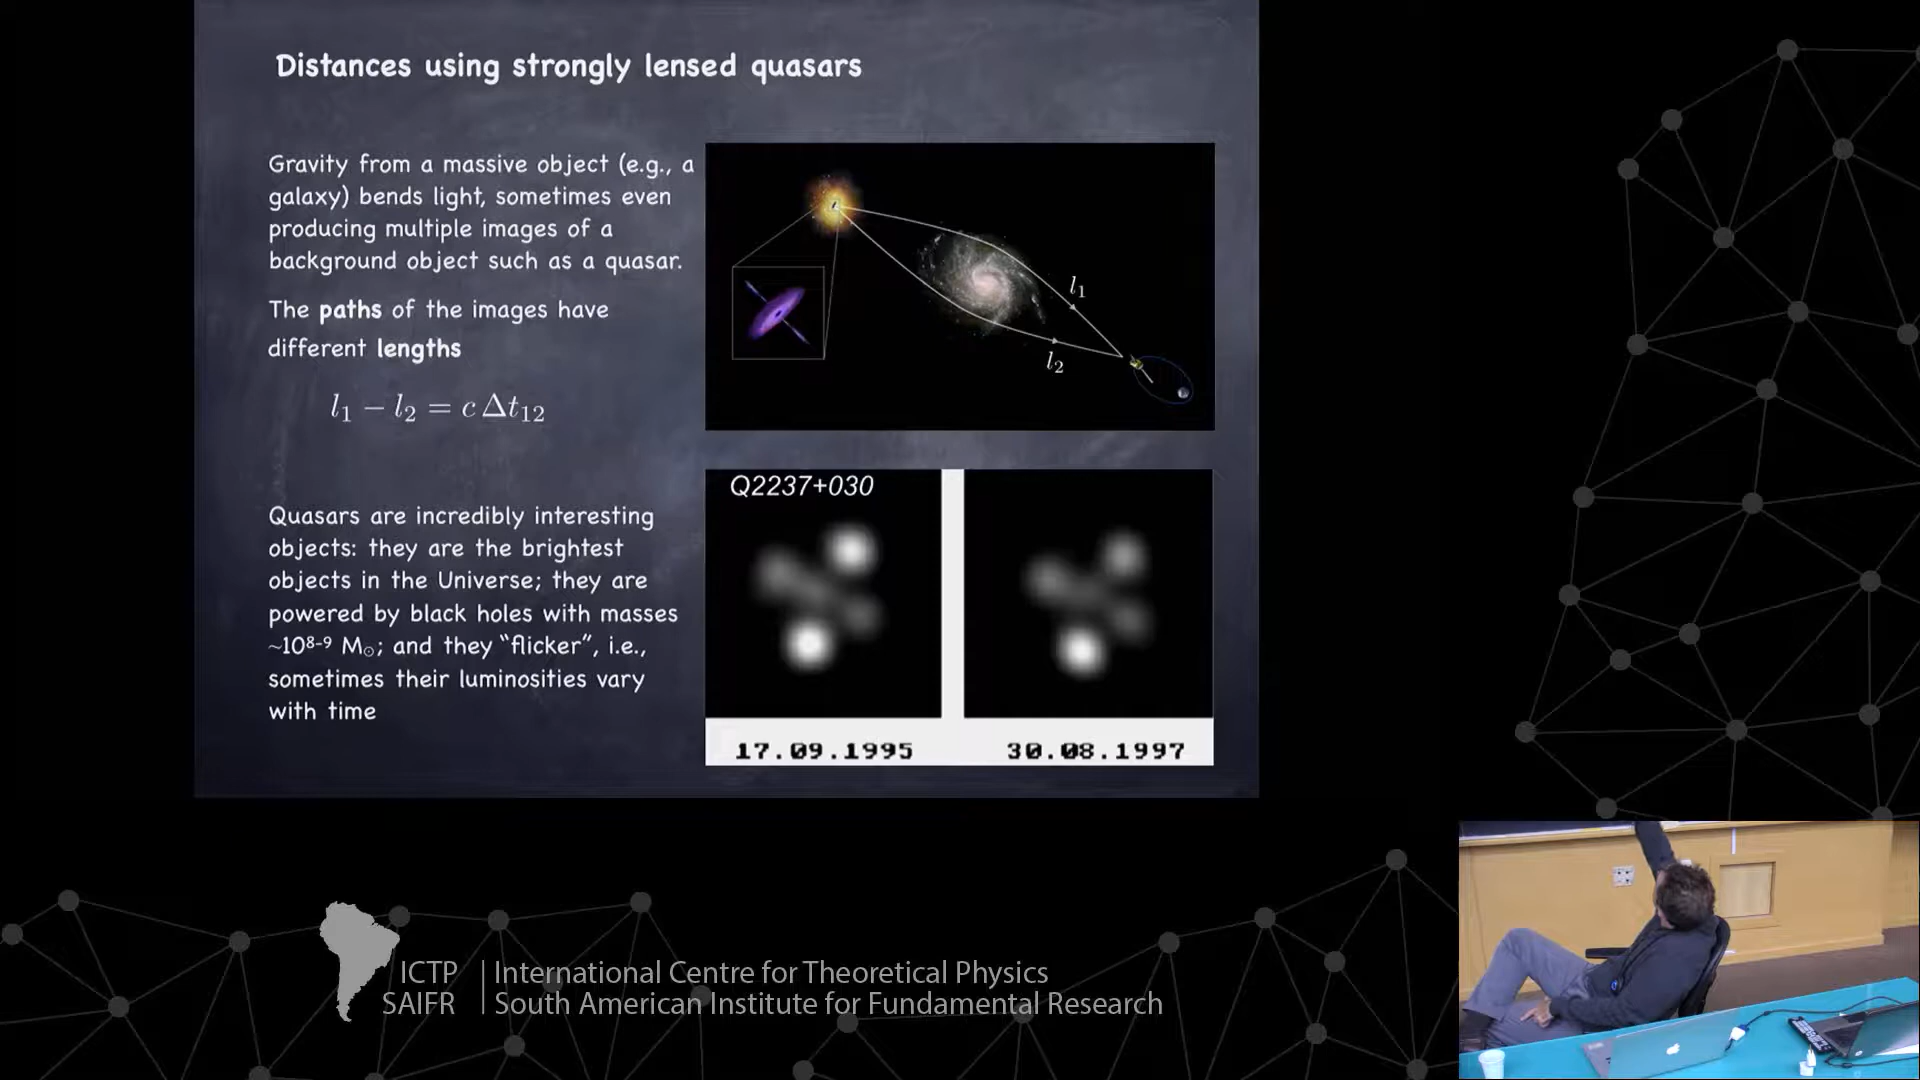 Distances using strongly lensed quasars
Gravity from a massive object (e.g., a
galaxy) bends light, sometimes even
producing multiple images of a
background object such as a quasar.
The paths of the images have
different lengths
l₁ − l₂ = c Δt₁₂
Quasars are incredibly interesting
objects: they are the brightest
objects in the Universe; they are
powered by black holes with masses
~10⁸⁻⁹ M☉; and they “flicker”, i.e.,
sometimes their luminosities vary
with time
l₁
l₂
Q2237+030
17.09.1995 30.08.1997
ICTP | International Centre for Theoretical Physics
SAIFR | South American Institute for Fundamental Research